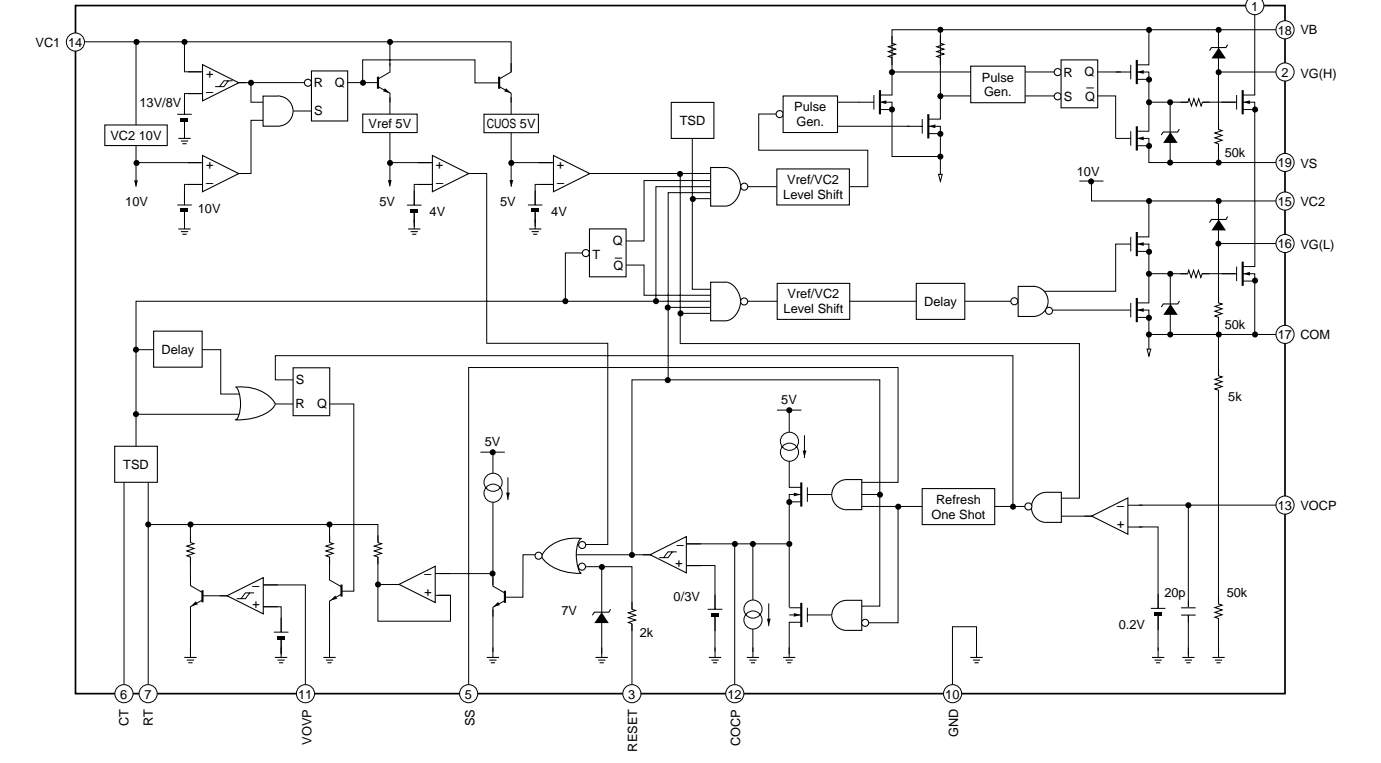 1
VC1 14
18 VB
2 VG(H)
13V/8V
R Q
S
VC2 10V
Vref 5V
CUOS 5V
TSD
Pulse
Gen.
Pulse
Gen.
R Q
S Q̅
50k
19 VS
10V
10V
5V
4V
5V
4V
Vref/VC2
Level Shift
10V
15 VC2
16 VG(L)
Q
T
Q̅
Vref/VC2
Level Shift
Delay
50k
17 COM
Delay
S
R Q
5k
5V
5V
TSD
Refresh
One Shot
13 VOCP
7V
2k
0/3V
20p
50k
0.2V
6
7
11
5
3
12
10
CT
RT
VOVP
SS
RESET
COCP
GND